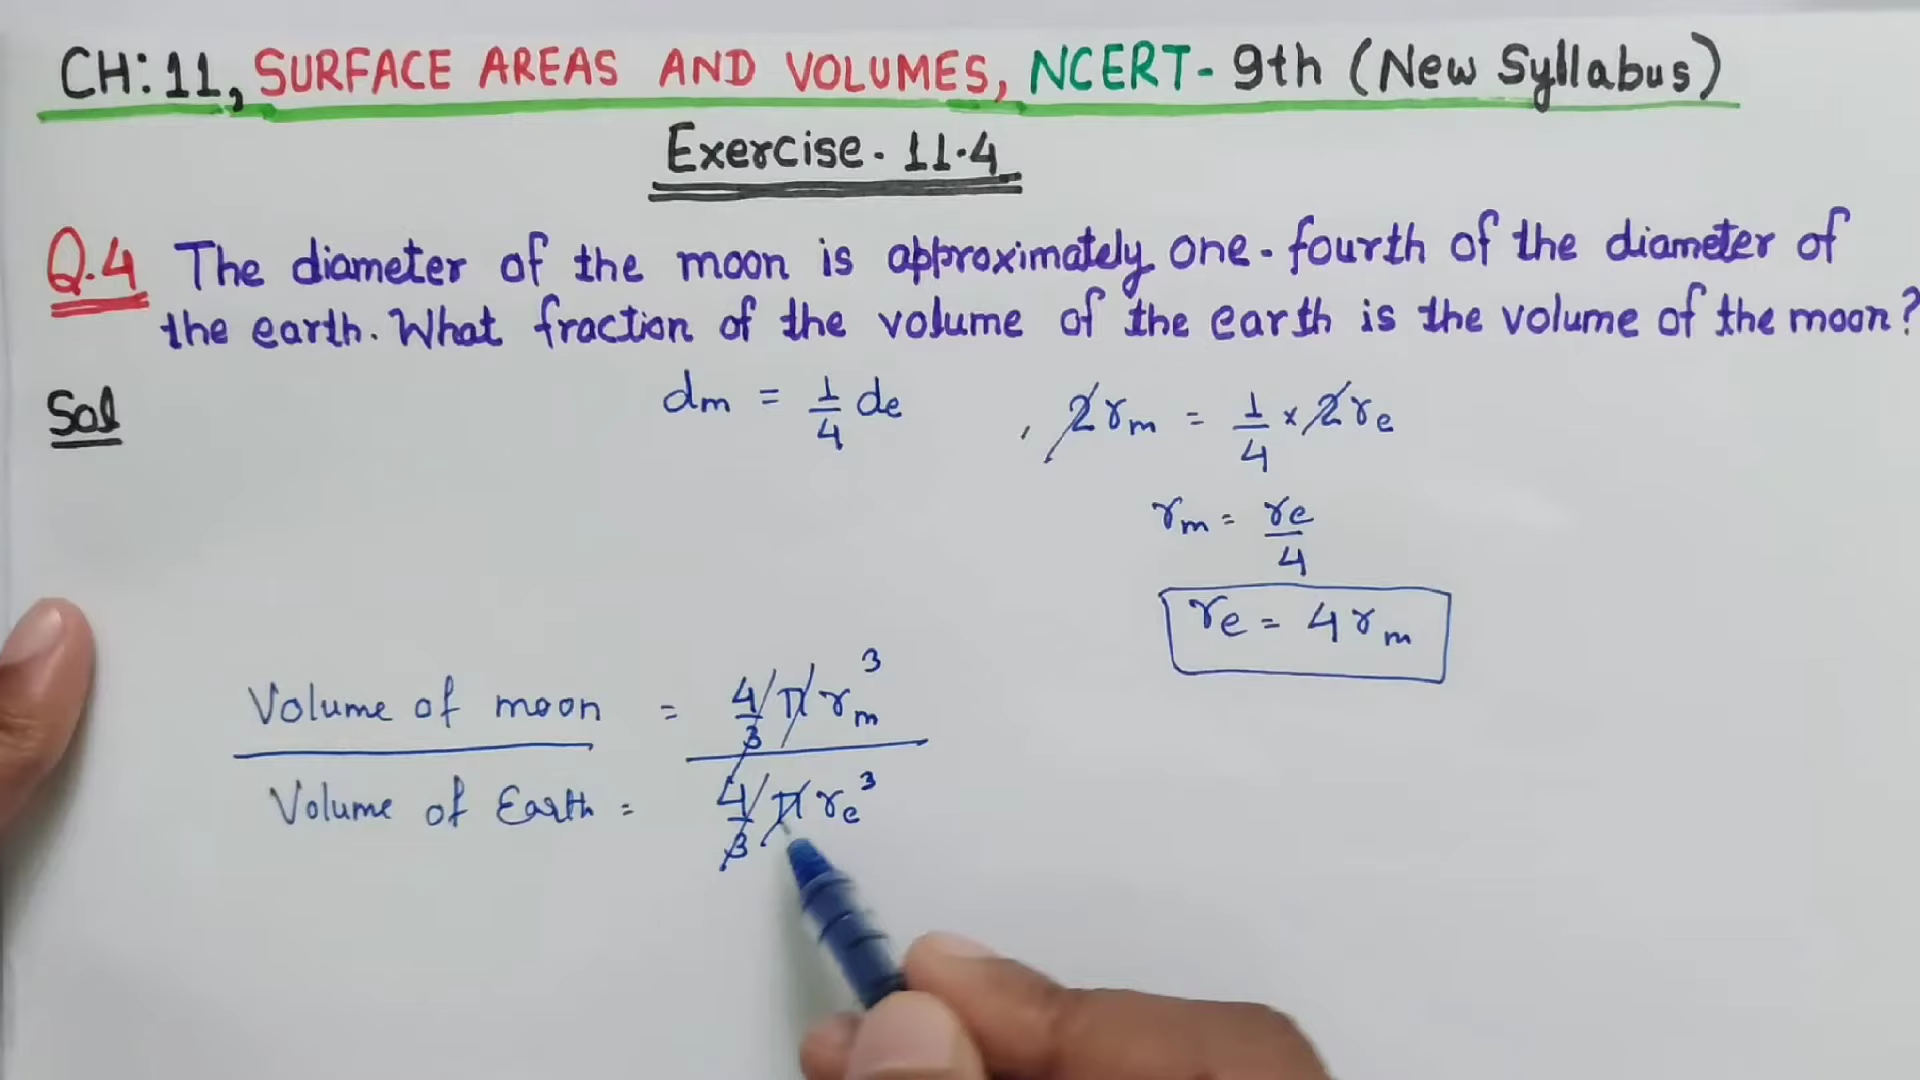 CH: 11, SURFACE AREAS AND VOLUMES, NCERT- 9th (New Syllabus)
Exercise - 11.4
Q.4 The diameter of the moon is approximately one-fourth of the diameter of
the earth. What fraction of the volume of the earth is the volume of the moon?
Sol
dm = 1/4 de , 2rm = 1/4 × 2re
rm = re/4
re = 4rm
Volume of moon = 4/3 π rm³
Volume of Earth = 4/3 π re³